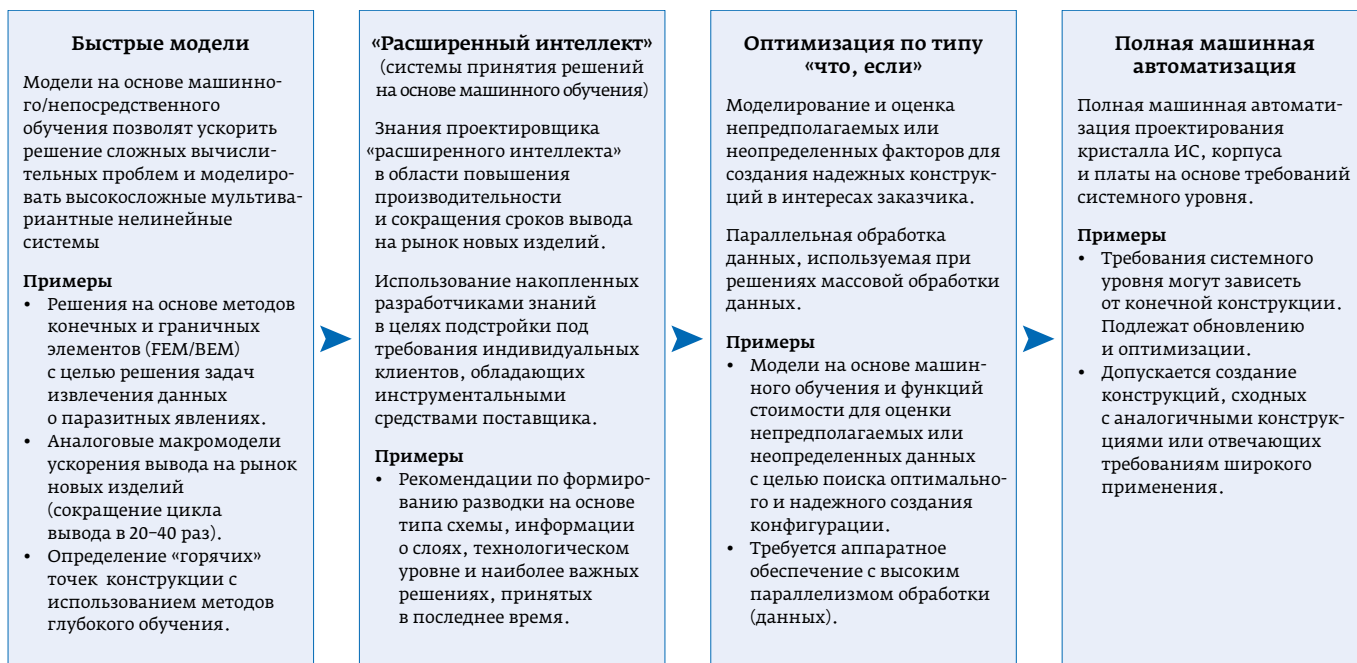 Быстрые модели
Модели на основе машинно-
го/непосредственного
обучения позволят ускорить
решение сложных вычисли-
тельных проблем и моделиро-
вать высокосложные мультива-
риантные нелинейные
системы
Примеры
• Решения на основе методов
конечных и граничных
элементов (FEM/BEM)
с целью решения задач
извлечения данных
о паразитных явлениях.
• Аналоговые макромодели
ускорения вывода на рынок
новых изделий
(сокращение цикла
вывода в 20–40 раз).
• Определение «горячих»
точек конструкции с
использованием методов
глубокого обучения.
«Расширенный интеллект»
(системы принятия решений
на основе машинного обучения)
Знания проектировщика
«расширенного интеллекта»
в области повышения
производительности
и сокращения сроков вывода
на рынок новых изделий.
Использование накопленных
разработчиками знаний
в целях подстройки под
требования индивидуальных
клиентов, обладающих
инструментальными
средствами поставщика.
Примеры
• Рекомендации по формиро-
ванию разводки на основе
типа схемы, информации
о слоях, технологическом
уровне и наиболее важных
решениях, принятых
в последнее время.
Оптимизация по типу
«что, если»
Моделирование и оценка
непредполагаемых или
неопределенных факторов для
создания надежных конструк-
ций в интересах заказчика.
Параллельная обработка
данных, используемая при
решениях массовой обработки
данных.
Примеры
• Модели на основе машин-
ного обучения и функций
стоимости для оценки
непредполагаемых или
неопределенных данных
с целью поиска оптимально-
го и надежного создания
конфигурации.
• Требуется аппаратное
обеспечение с высоким
параллелизмом обработки
(данных).
Полная машинная
автоматизация
Полная машинная автомати-
зация проектирования
кристалла ИС, корпуса
и платы на основе требований
системного уровня.
Примеры
• Требования системного
уровня могут зависеть
от конечной конструкции.
Подлежат обновлению
и оптимизации.
• Допускается создание
конструкций, сходных
с аналогичными конструк-
циями или отвечающих
требованиям широкого
применения.